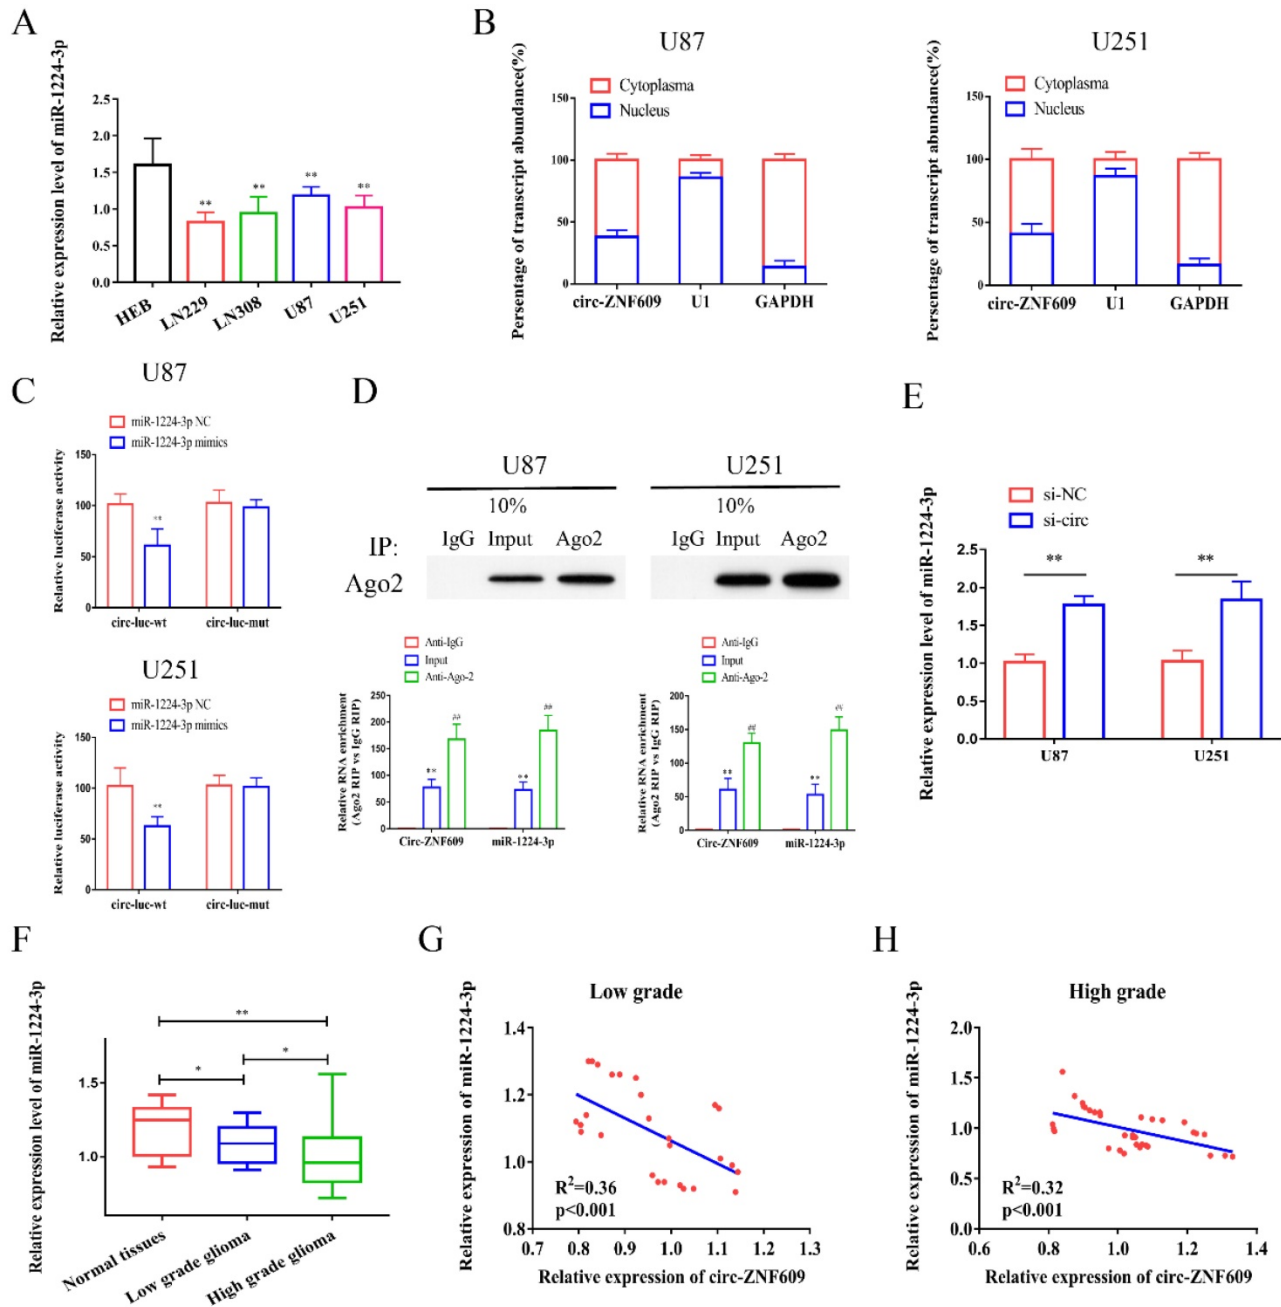 A
Relative expression level of miR-1224-3p
2.5
2.0
1.5
1.0
0.5
0.0
**
**
**
**
HEB
LN229
LN308
U87
U251
B
U87
Cytoplasma
Nucleus
Persentage of transcript abundance(%)
150
100
50
0
circ-ZNF609
U1
GAPDH
U251
Cytoplasma
Nucleus
Persentage of transcript abundance(%)
150
100
50
0
circ-ZNF609
U1
GAPDH
C
U87
miR-1224-3p NC
miR-1224-3p mimics
Relative luciferase activity
150
100
50
0
**
circ-luc-wt
circ-luc-mut
U251
miR-1224-3p NC
miR-1224-3p mimics
Relative luciferase activity
150
100
50
0
**
circ-luc-wt
circ-luc-mut
D
U87
U251
10%
10%
IP:
IgG Input Ago2
IgG Input Ago2
Ago2
Anti-IgG
Input
Anti-Ago-2
Relative RNA enrichment
(Ago2 RIP vs IgG RIP)
250
200
150
100
50
0
**
##
**
##
Circ-ZNF609
miR-1224-3p
Anti-IgG
Input
Anti-Ago-2
Relative RNA enrichment
(Ago2 RIP vs IgG RIP)
200
150
100
50
0
**
##
**
##
Circ-ZNF609
miR-1224-3p
E
si-NC
si-circ
Relative expression level of miR-1224-3p
2.5
2.0
1.5
1.0
0.5
0.0
**
**
U87
U251
F
Relative expression level of miR-1224-3p
1.5
1.0
**
*
*
Normal tissues
Low grade glioma
High grade glioma
G
Low grade
Relative expression of miR-1224-3p
1.4
1.2
1.0
0.8
R²=0.36
p<0.001
0.7 0.8 0.9 1.0 1.1 1.2 1.3
Relative expression of circ-ZNF609
H
High grade
Relative expression of miR-1224-3p
2.0
1.5
1.0
0.5
0.0
R²=0.32
p<0.001
0.6 0.8 1.0 1.2 1.4
Relative expression of circ-ZNF609